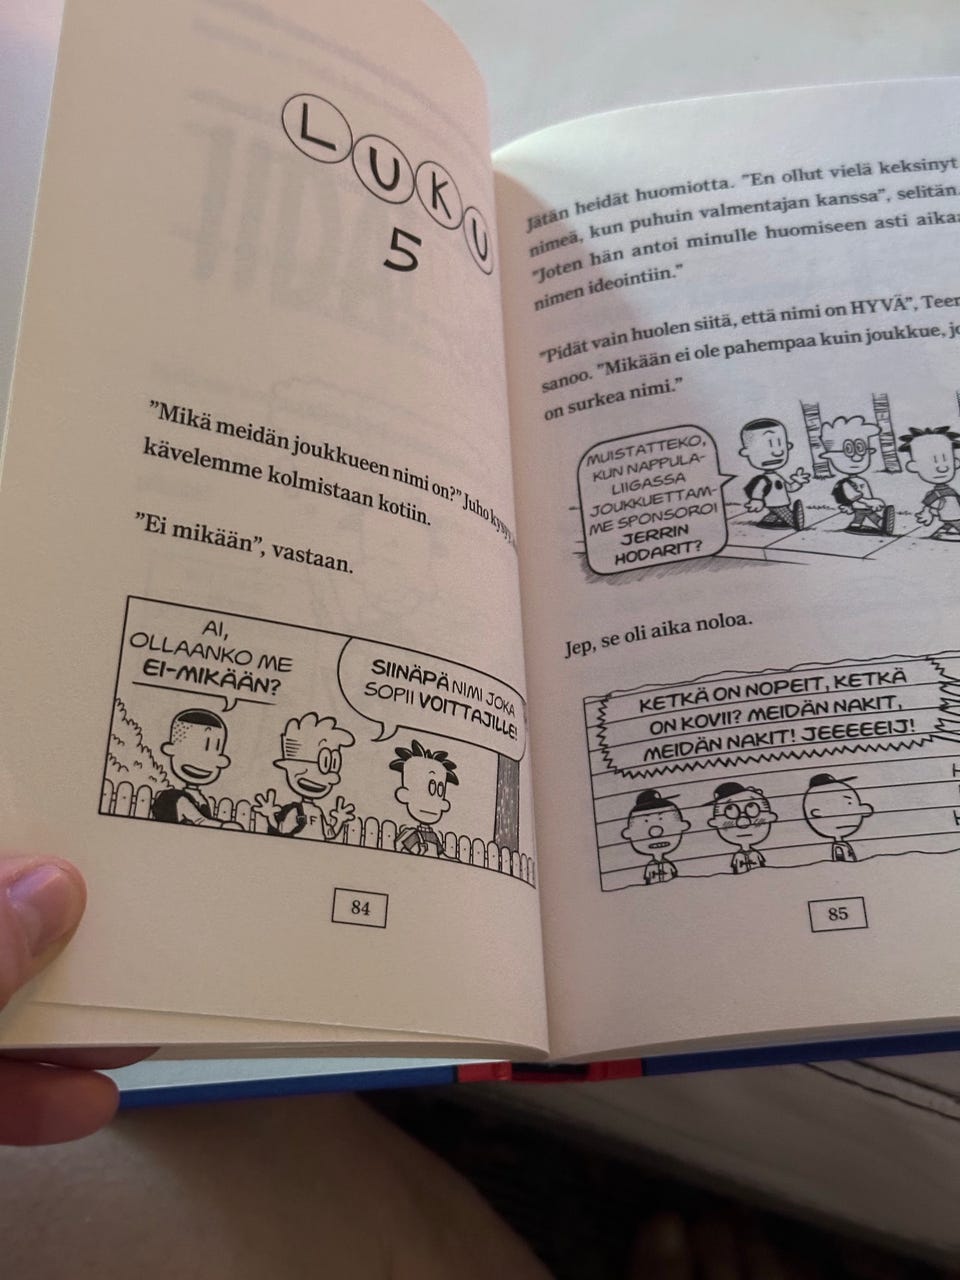 LUKU
5
"Mikä meidän joukkueen nimi on?" Juho kysyy,
kävelemme kolmistaan kotiin.
"Ei mikään", vastaan.
AI,
OLLAANKO ME
EI-MIKÄÄN?
SIINÄPÄ NIMI JOKA
SOPII VOITTAJILLE!
F
84
Jätän heidät huomiotta. "En ollut vielä keksinyt
nimeä, kun puhuin valmentajan kanssa", selitän.
"Joten hän antoi minulle huomiseen asti
nimen ideointiin."
"Pidät vain huolen siitä, että nimi on HYVÄ",
sanoo. "Mikään ei ole pahempaa kuin joukkue,
on surkea nimi."
MUISTATTEKO,
KUN NAPPULA-
LIIGASSA
JOUKKUETTAM-
ME SPONSOROI
JERRIN
HODARIT?
Jep, se oli aika noloa.
KETKÄ ON NOPEIT, KETKÄ
ON KOVII? MEIDÄN NAKIT,
MEIDÄN NAKIT! JEEEEEIJ!
85